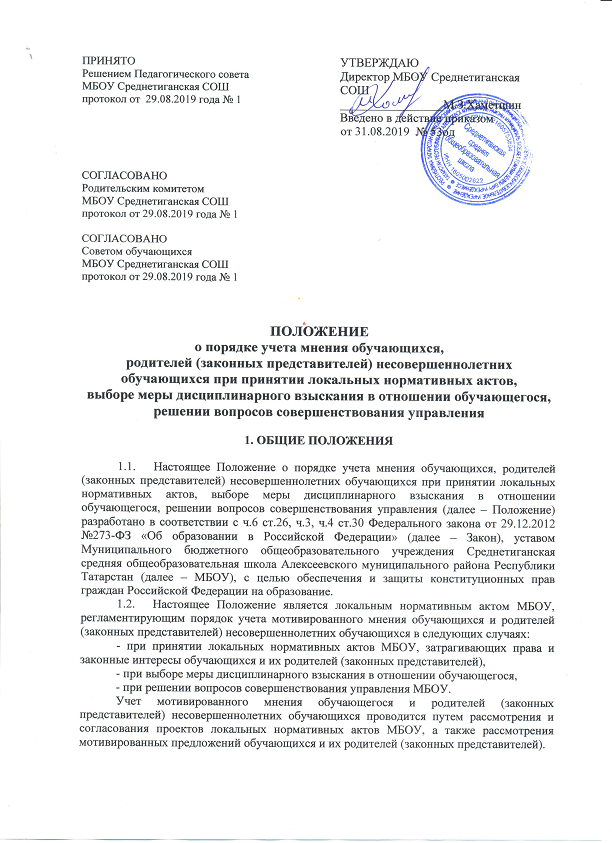 ПРИНЯТО
Решением Педагогического совета
МБОУ Среднетиганская СОШ
протокол от 29.08.2019 года № 1
УТВЕРЖДАЮ
Директор МБОУ Среднетиганская
СОШ
М.З.Хаметшин
Введено в действие приказом
от 31.08.2019 № 53од
Среднетиганская
средняя
общеобразовательная
школа
СОГЛАСОВАНО
Родительским комитетом
МБОУ Среднетиганская СОШ
протокол от 29.08.2019 года № 1
СОГЛАСОВАНО
Советом обучающихся
МБОУ Среднетиганская СОШ
протокол от 29.08.2019 года № 1
ПОЛОЖЕНИЕ
о порядке учета мнения обучающихся,
родителей (законных представителей) несовершеннолетних
обучающихся при принятии локальных нормативных актов,
выборе меры дисциплинарного взыскания в отношении обучающегося,
решении вопросов совершенствования управления
1. ОБЩИЕ ПОЛОЖЕНИЯ
1.1. Настоящее Положение о порядке учета мнения обучающихся, родителей
(законных представителей) несовершеннолетних обучающихся при принятии локальных
нормативных актов, выборе меры дисциплинарного взыскания в отношении
обучающегося, решении вопросов совершенствования управления (далее – Положение)
разработано в соответствии с ч.6 ст.26, ч.3, ч.4 ст.30 Федерального закона от 29.12.2012
№273-ФЗ «Об образовании в Российской Федерации» (далее – Закон), уставом
Муниципального бюджетного общеобразовательного учреждения Среднетиганская
средняя общеобразовательная школа Алексеевского муниципального района Республики
Татарстан (далее – МБОУ), с целью обеспечения и защиты конституционных прав
граждан Российской Федерации на образование.
1.2. Настоящее Положение является локальным нормативным актом МБОУ,
регламентирующим порядок учета мотивированного мнения обучающихся и родителей
(законных представителей) несовершеннолетних обучающихся в следующих случаях:
- при принятии локальных нормативных актов МБОУ, затрагивающих права и
законные интересы обучающихся и их родителей (законных представителей),
- при выборе меры дисциплинарного взыскания в отношении обучающегося,
- при решении вопросов совершенствования управления МБОУ.
Учет мотивированного мнения обучающегося и родителей (законных
представителей) несовершеннолетних обучающихся проводится путем рассмотрения и
согласования проектов локальных нормативных актов МБОУ, а также рассмотрения
мотивированных предложений обучающихся и их родителей (законных представителей).